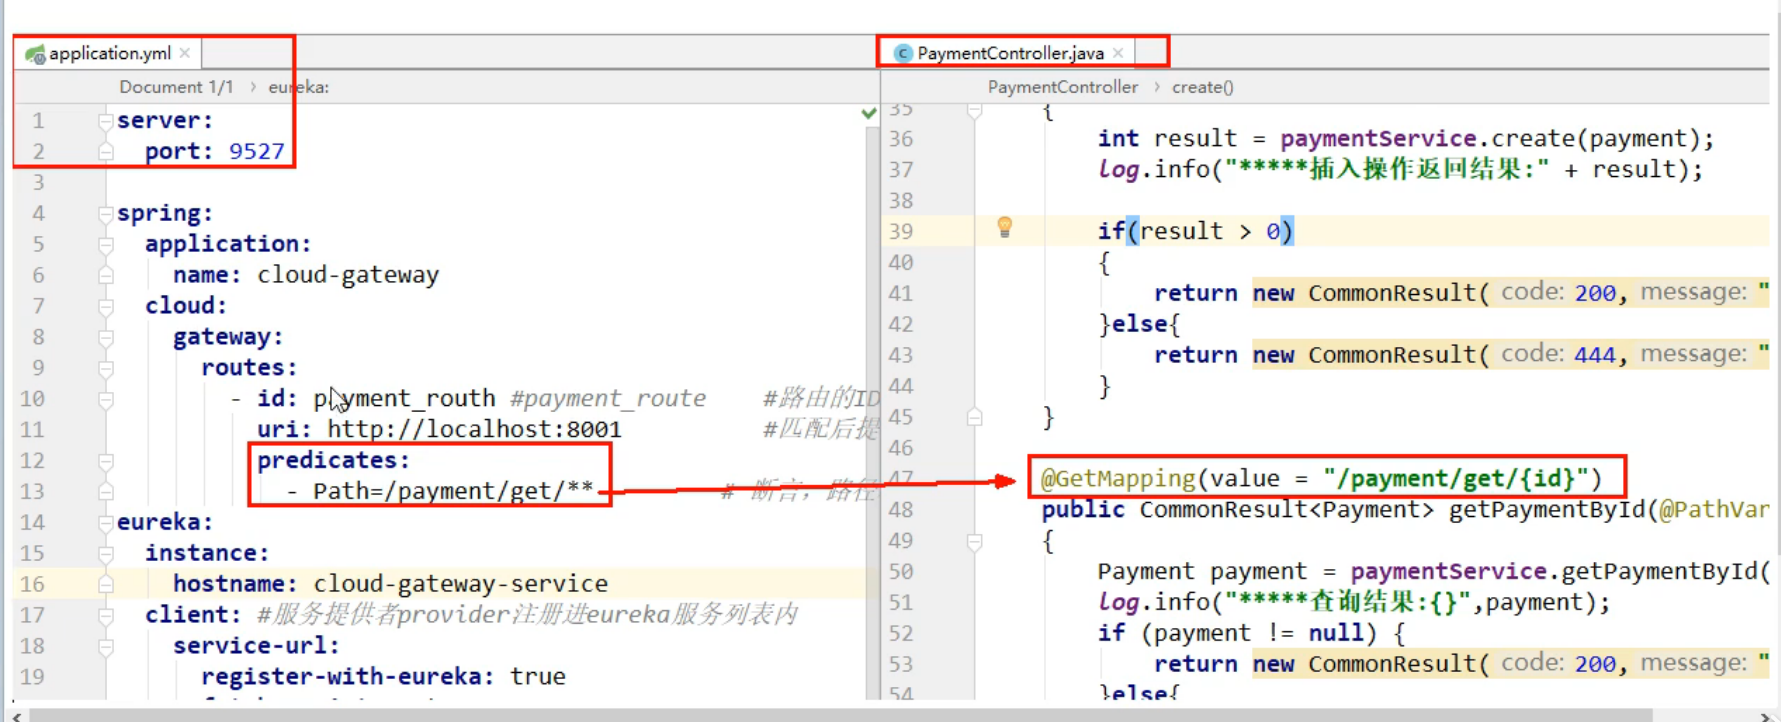 application.yml
Document 1/1 › eureka:
1 server:
2 port: 9527
3
4 spring:
5 application:
6 name: cloud-gateway
7 cloud:
8 gateway:
9 routes:
10 - id: payment_routh #payment_route #路由的ID
11 uri: http://localhost:8001 #匹配后提
12 predicates:
13 - Path=/payment/get/** # 断言，路径
14 eureka:
15 instance:
16 hostname: cloud-gateway-service
17 client: #服务提供者provider注册进eureka服务列表内
18 service-url:
19 register-with-eureka: true
PaymentController.java
PaymentController › create()
35 {
36 int result = paymentService.create(payment);
37 log.info("*****插入操作返回结果:" + result);
38
39 if(result > 0)
40 {
41 return new CommonResult( code: 200, message: "
42 }else{
43 return new CommonResult( code: 444, message: "
44 }
45 }
46
47 @GetMapping(value = "/payment/get/{id}")
48 public CommonResult<Payment> getPaymentById(@PathVar
49 {
50 Payment payment = paymentService.getPaymentById(
51 log.info("*****查询结果:{}",payment);
52 if (payment != null) {
53 return new CommonResult( code: 200, message: "
54 }else{